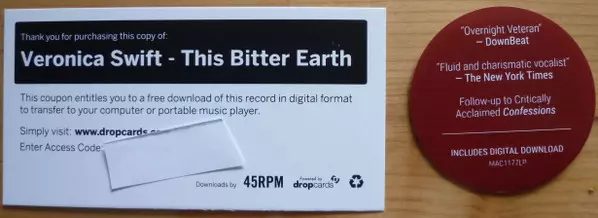 Thank you for purchasing this copy of:
Veronica Swift - This Bitter Earth
This coupon entitles you to a free download of this record in digital format
to transfer to your computer or portable music player.
Simply visit: www.dropcards.c
Enter Access Code:
Downloads by 45RPM powered by dropcards
"Overnight Veteran"
— DownBeat
"Fluid and charismatic vocalist"
— The New York Times
Follow-up to Critically
Acclaimed Confessions
INCLUDES DIGITAL DOWNLOAD
MAC1177LP